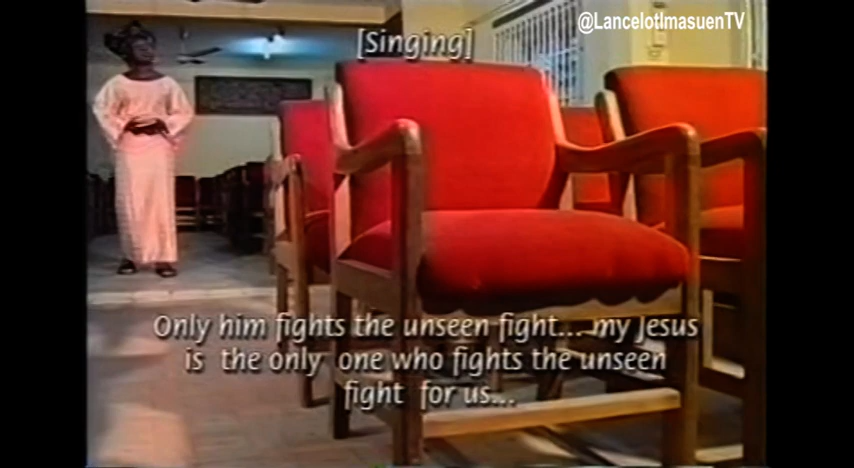 @LancelotImasuenTV
[Singing]
Only him fights the unseen fight... my Jesus
is the only one who fights the unseen
fight for us...